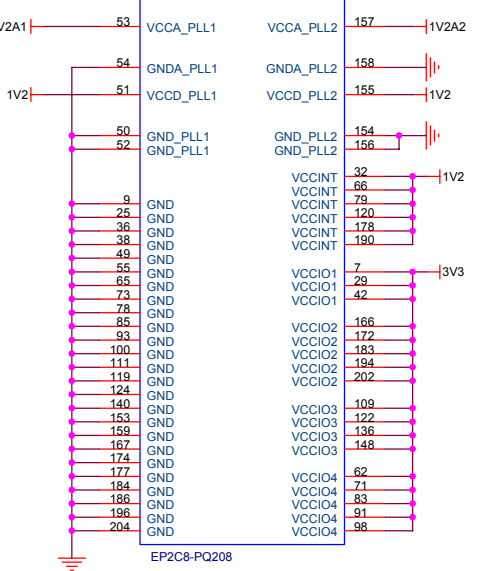 V2A1 53 VCCA_PLL1 VCCA_PLL2 157 1V2A2
54 GNDA_PLL1 GNDA_PLL2 158
1V2 51 VCCD_PLL1 VCCD_PLL2 155 1V2
50 GND_PLL1 GND_PLL2 154
52 GND_PLL1 GND_PLL2 156
VCCINT 32 1V2
VCCINT 66
9 GND VCCINT 79
25 GND VCCINT 120
36 GND VCCINT 178
38 GND VCCINT 190
49 GND
55 GND VCCIO1 7 3V3
65 GND VCCIO1 29
73 GND VCCIO1 42
78 GND
85 GND VCCIO2 166
93 GND VCCIO2 172
100 GND VCCIO2 183
111 GND VCCIO2 194
119 GND VCCIO2 202
124 GND
140 GND VCCIO3 109
153 GND VCCIO3 122
159 GND VCCIO3 136
167 GND VCCIO3 148
174 GND
177 GND VCCIO4 62
184 GND VCCIO4 71
186 GND VCCIO4 83
196 GND VCCIO4 91
204 GND VCCIO4 98
EP2C8-PQ208